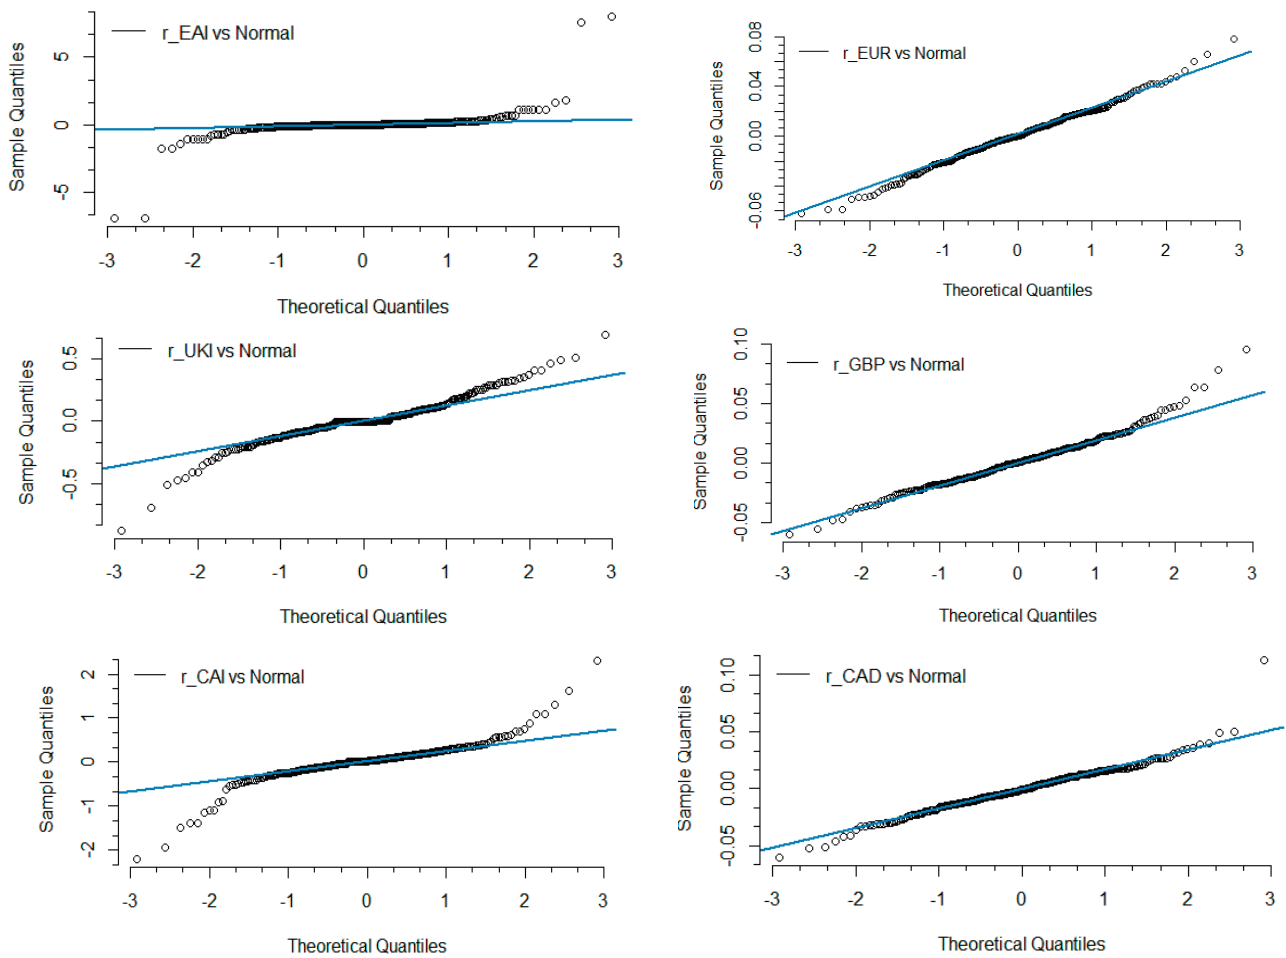 r_EAI vs Normal
Sample Quantiles
5
0
-5
-3 -2 -1 0 1 2 3
Theoretical Quantiles
r_EUR vs Normal
Sample Quantiles
0.08
0.04
0.00
-0.06
-3 -2 -1 0 1 2 3
Theoretical Quantiles
r_UKI vs Normal
Sample Quantiles
0.5
0.0
-0.5
-3 -2 -1 0 1 2 3
Theoretical Quantiles
r_GBP vs Normal
Sample Quantiles
0.10
0.05
0.00
-0.05
-3 -2 -1 0 1 2 3
Theoretical Quantiles
r_CAI vs Normal
Sample Quantiles
2
1
0
-1
-2
-3 -2 -1 0 1 2 3
Theoretical Quantiles
r_CAD vs Normal
Sample Quantiles
0.10
0.05
0.00
-0.05
-3 -2 -1 0 1 2 3
Theoretical Quantiles